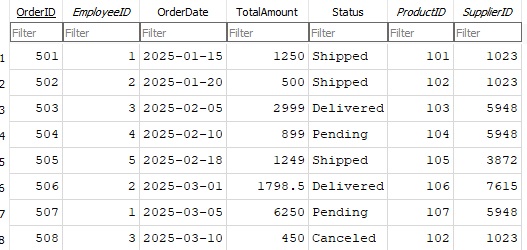 OrderID EmployeeID OrderDate TotalAmount Status ProductID SupplierID
Filter Filter Filter Filter Filter Filter Filter
1 501 1 2025-01-15 1250 Shipped 101 1023
2 502 2 2025-01-20 500 Shipped 102 1023
3 503 3 2025-02-05 2999 Delivered 103 5948
4 504 4 2025-02-10 899 Pending 104 5948
5 505 5 2025-02-18 1249 Shipped 105 3872
6 506 2 2025-03-01 1798.5 Delivered 106 7615
7 507 1 2025-03-05 6250 Pending 107 5948
8 508 3 2025-03-10 450 Canceled 102 1023